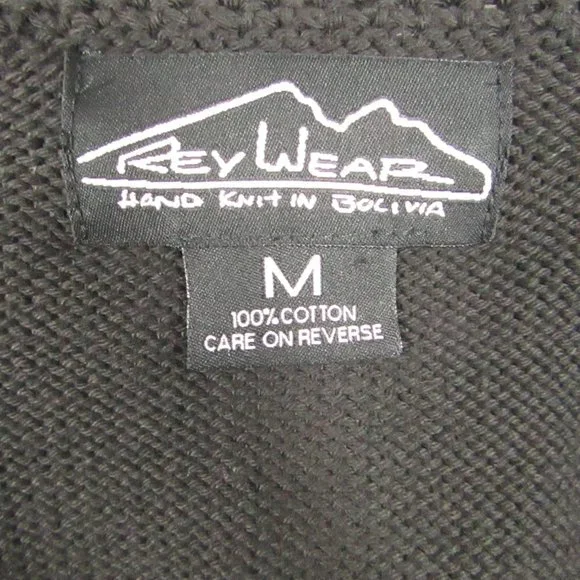 REY WEAR
HAND KNIT IN BOLIVIA
M
100% COTTON
CARE ON REVERSE